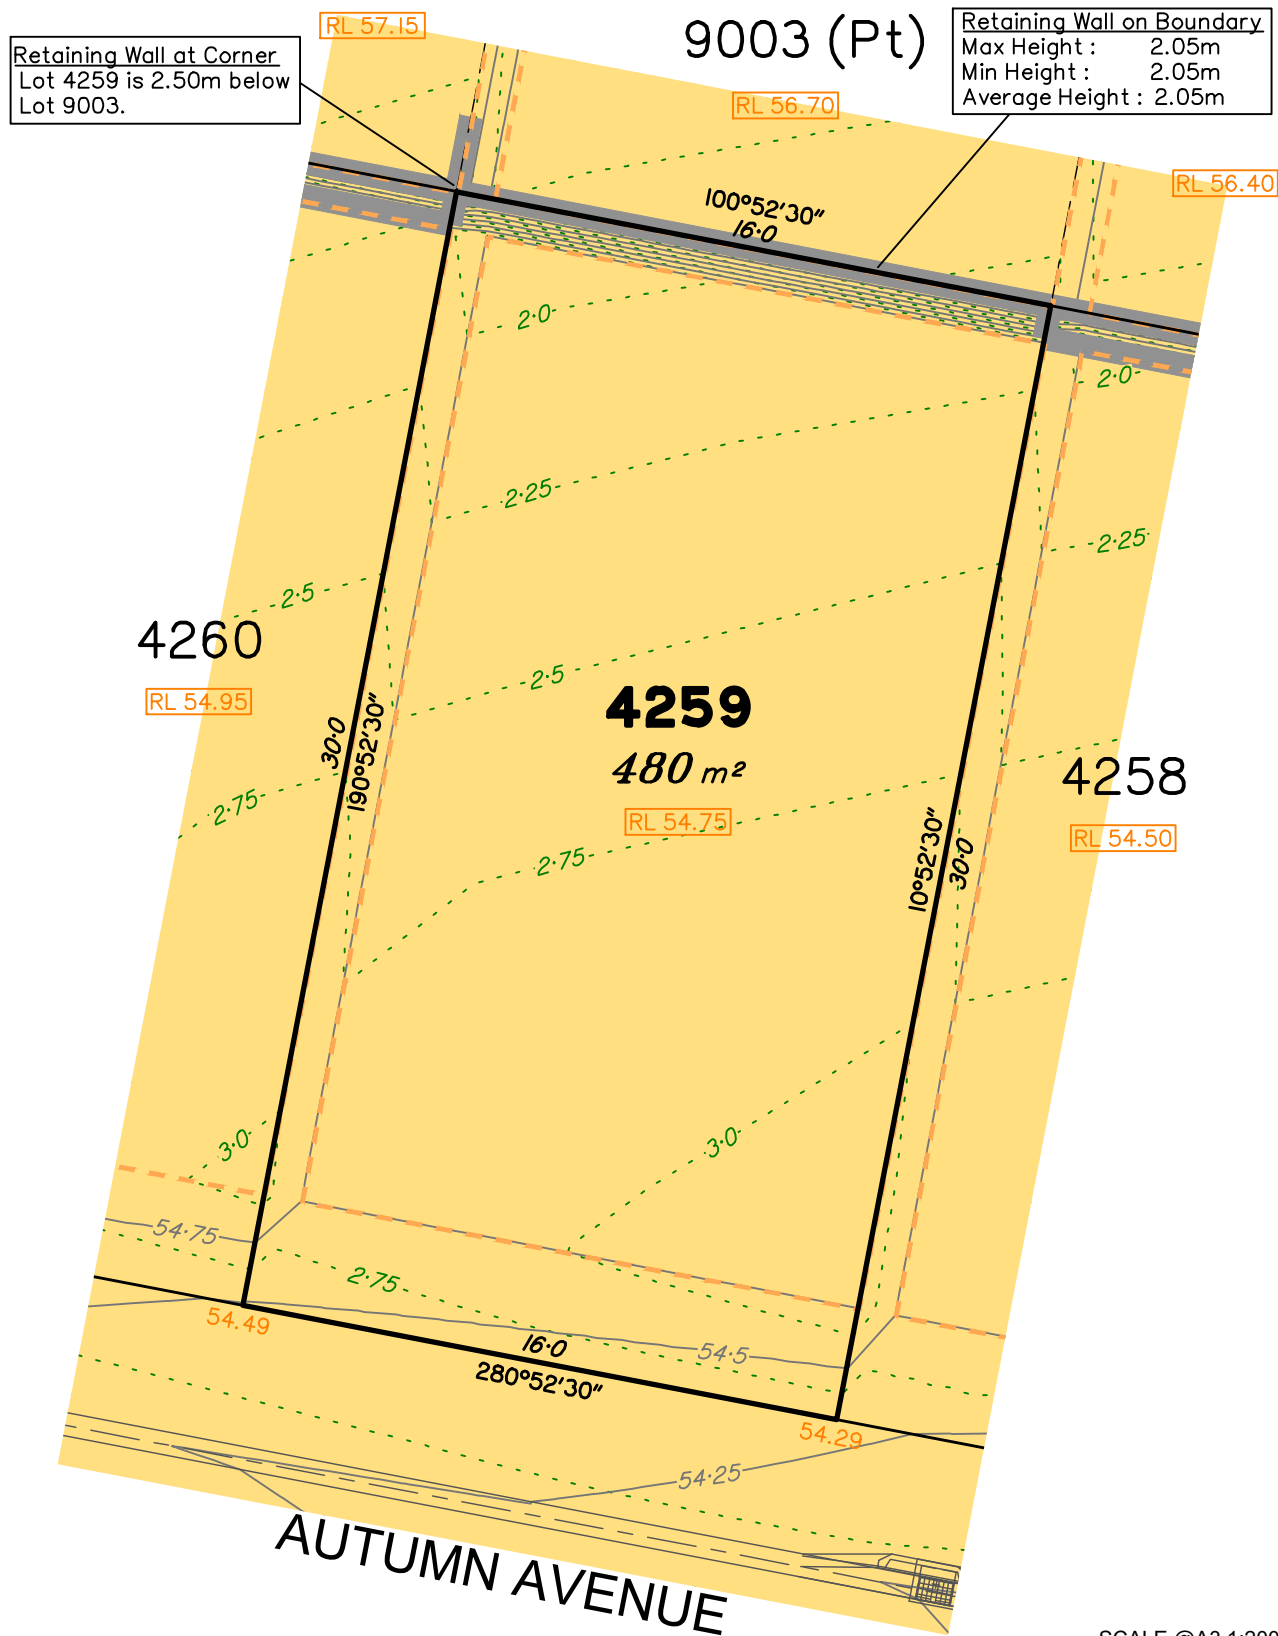 RL 57.15
9003 (Pt)
Retaining Wall on Boundary
Max Height : 2.05m
Min Height : 2.05m
Average Height : 2.05m
Retaining Wall at Corner
Lot 4259 is 2.50m below
Lot 9003.
RL 56.70
RL 56.40
100°52'30"
16·0
2·0
2·0
2·25
2·25
2·5
4260
2·5
RL 54.95
4259
30·0
190°52'30"
480 m²
4258
2·75
RL 54.75
RL 54.50
2·75
10°52'30"
30·0
3·0
3·0
54·75
2·75
54.49
16·0
54·5
280°52'30"
54.29
54·25
AUTUMN AVENUE